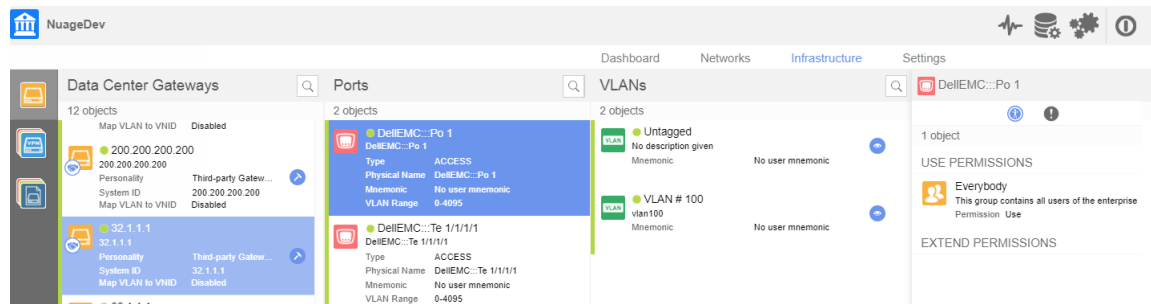 NuageDev
Dashboard Networks Infrastructure Settings
Data Center Gateways
12 objects
Map VLAN to VNID Disabled
200.200.200.200
200.200.200.200
Personality Third-party Gatew...
System ID 200.200.200.200
Map VLAN to VNID Disabled
32.1.1.1
32.1.1.1
Personality Third-party Gatew...
System ID 32.1.1.1
Map VLAN to VNID Disabled
Ports
2 objects
DellEMC:::Po 1
DellEMC:::Po 1
Type ACCESS
Physical Name DellEMC:::Po 1
Mnemonic No user mnemonic
VLAN Range 0-4095
DellEMC:::Te 1/1/1/1
DellEMC:::Te 1/1/1/1
Type ACCESS
Physical Name DellEMC:::Te 1/1/1/1
Mnemonic No user mnemonic
VLAN Range 0-4095
VLANs
2 objects
VLAN
Untagged
No description given
Mnemonic No user mnemonic
VLAN
VLAN # 100
vlan100
Mnemonic No user mnemonic
DellEMC:::Po 1
1 object
USE PERMISSIONS
Everybody
This group contains all users of the enterprise
Permission Use
EXTEND PERMISSIONS